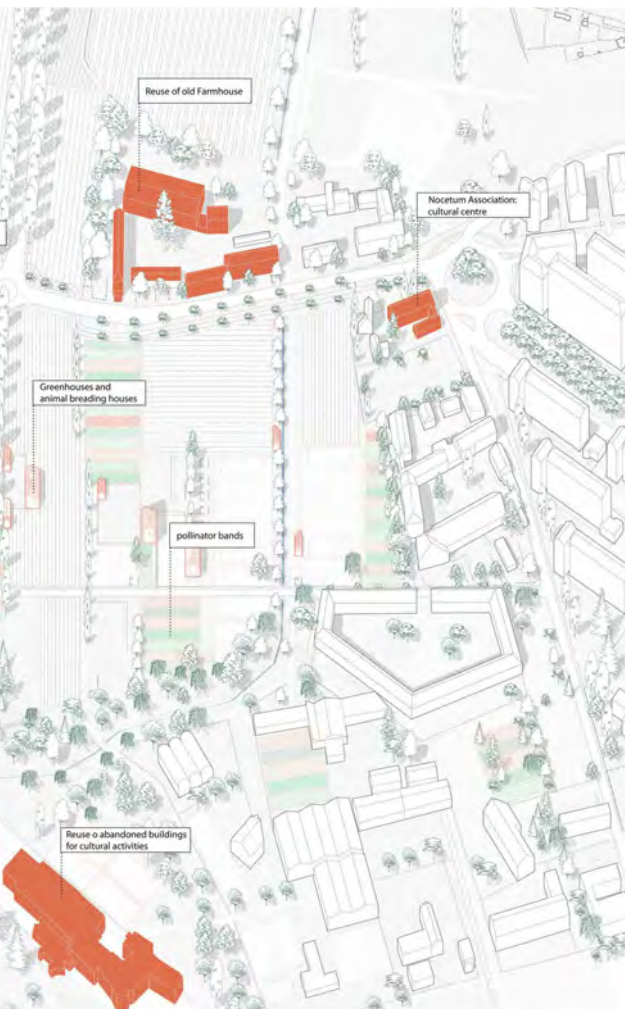 Reuse of old Farmhouse
Nocetum Association:
cultural centre
Greenhouses and
animal breading houses
pollinator bands
Reuse o abandoned buildings
for cultural activities